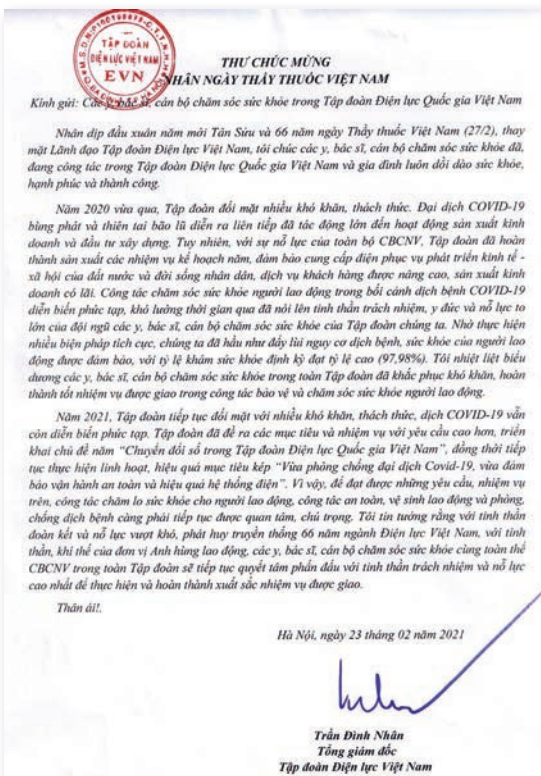 TẬP ĐOÀN
ĐIỆN LỰC VIỆT NAM
EVN
THƯ CHÚC MỪNG
NHÂN NGÀY THẦY THUỐC VIỆT NAM
Kính gửi: Các y, bác sĩ, cán bộ chăm sóc sức khỏe trong Tập đoàn Điện lực Quốc gia Việt Nam
Nhân dịp đầu xuân năm mới Tân Sửu và 66 năm ngày Thầy thuốc Việt Nam (27/2), thay
mặt Lãnh đạo Tập đoàn Điện lực Việt Nam, tôi chúc các y, bác sĩ, cán bộ chăm sóc sức khỏe đã,
đang công tác trong Tập đoàn Điện lực Quốc gia Việt Nam và gia đình luôn dồi dào sức khỏe,
hạnh phúc và thành công.
Năm 2020 vừa qua, Tập đoàn đối mặt nhiều khó khăn, thách thức. Đại dịch COVID-19
bùng phát và thiên tai bão lũ diễn ra liên tiếp đã tác động lớn đến hoạt động sản xuất kinh
doanh và đầu tư xây dựng. Tuy nhiên, với sự nỗ lực của toàn bộ CBCNV, Tập đoàn đã hoàn
thành sản xuất các nhiệm vụ kế hoạch năm, đảm bảo cung cấp điện phục vụ phát triển kinh tế -
xã hội của đất nước và đời sống nhân dân, dịch vụ khách hàng được nâng cao, sản xuất kinh
doanh có lãi. Công tác chăm sóc sức khỏe người lao động trong bối cảnh dịch bệnh COVID-19
diễn biến phức tạp, khó lường thời gian qua đã nói lên tinh thần trách nhiệm, y đức và nỗ lực to
lớn của đội ngũ các y, bác sĩ, cán bộ chăm sóc sức khỏe của Tập đoàn chúng ta. Nhờ thực hiện
nhiều biện pháp tích cực, chúng ta đã hầu như đẩy lùi nguy cơ dịch bệnh, sức khỏe của người lao
động được đảm bảo, với tỷ lệ khám sức khỏe định kỳ đạt tỷ lệ cao (97,98%). Tôi nhiệt liệt biểu
dương các y, bác sĩ, cán bộ chăm sóc sức khỏe trong toàn Tập đoàn đã khắc phục khó khăn, hoàn
thành tốt nhiệm vụ được giao trong công tác bảo vệ và chăm sóc sức khỏe người lao động.
Năm 2021, Tập đoàn tiếp tục đối mặt với nhiều khó khăn, thách thức, dịch COVID-19 vẫn
còn diễn biến phức tạp. Tập đoàn đã đề ra các mục tiêu và nhiệm vụ với yêu cầu cao hơn, triển
khai chủ đề năm “Chuyển đổi số trong Tập đoàn Điện lực Quốc gia Việt Nam”, đồng thời tiếp
tục thực hiện linh hoạt, hiệu quả mục tiêu kép “Vừa phòng chống đại dịch Covid-19, vừa đảm
bảo vận hành an toàn và hiệu quả hệ thống điện”. Vì vậy, để đạt được những yêu cầu, nhiệm vụ
trên, công tác chăm lo sức khỏe cho người lao động, công tác an toàn, vệ sinh lao động và phòng,
chống dịch bệnh càng phải tiếp tục được quan tâm, chú trọng. Tôi tin tưởng rằng với tinh thần
đoàn kết và nỗ lực vượt khó, phát huy truyền thống 66 năm ngành Điện lực Việt Nam, với tinh
thần, khí thế của đơn vị Anh hùng lao động, các y, bác sĩ, cán bộ chăm sóc sức khỏe cùng toàn thể
CBCNV trong toàn Tập đoàn sẽ tiếp tục quyết tâm phấn đấu với tinh thần trách nhiệm và nỗ lực
cao nhất để thực hiện và hoàn thành xuất sắc nhiệm vụ được giao.
Thân ái!.
Hà Nội, ngày 23 tháng 02 năm 2021
Trần Đình Nhân
Tổng giám đốc
Tập đoàn Điện lực Việt Nam